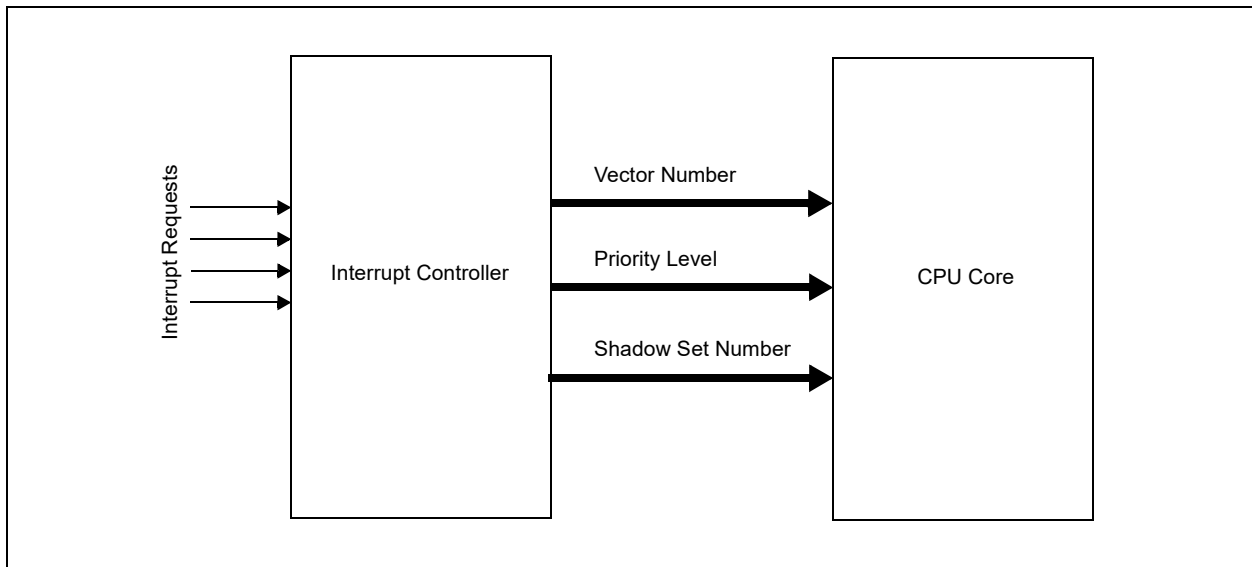 Interrupt Requests
Interrupt Controller
Vector Number
Priority Level
Shadow Set Number
CPU Core